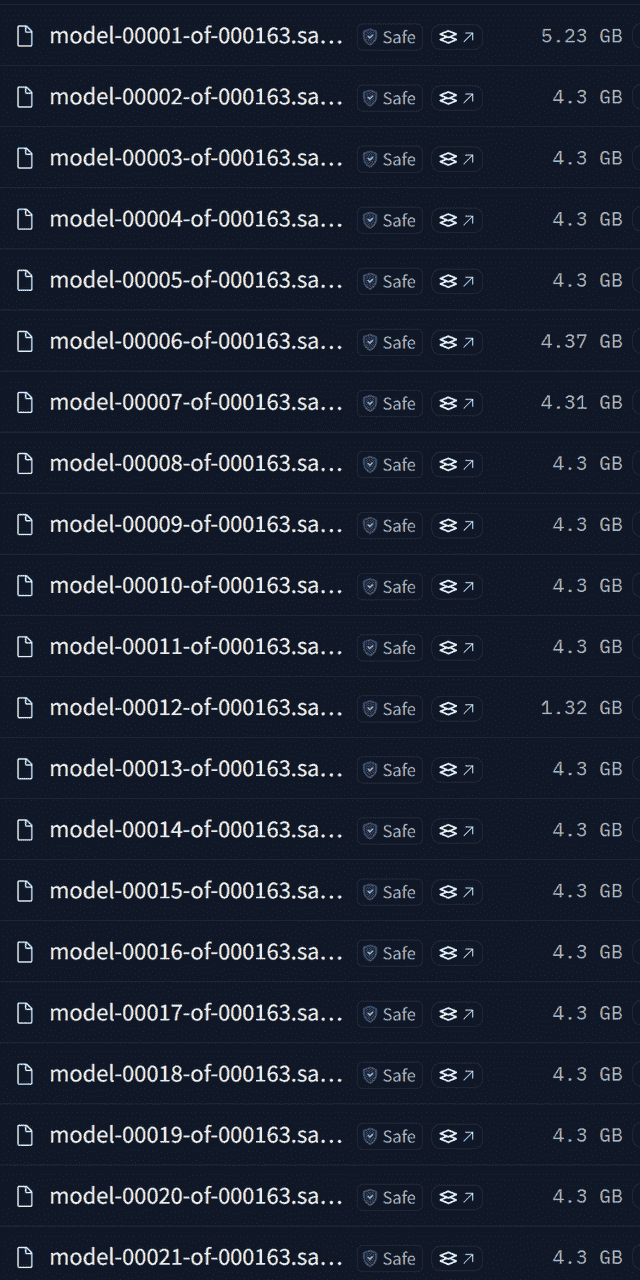 model-00001-of-000163.sa... Safe 5.23 GB
model-00002-of-000163.sa... Safe 4.3 GB
model-00003-of-000163.sa... Safe 4.3 GB
model-00004-of-000163.sa... Safe 4.3 GB
model-00005-of-000163.sa... Safe 4.3 GB
model-00006-of-000163.sa... Safe 4.37 GB
model-00007-of-000163.sa... Safe 4.31 GB
model-00008-of-000163.sa... Safe 4.3 GB
model-00009-of-000163.sa... Safe 4.3 GB
model-00010-of-000163.sa... Safe 4.3 GB
model-00011-of-000163.sa... Safe 4.3 GB
model-00012-of-000163.sa... Safe 1.32 GB
model-00013-of-000163.sa... Safe 4.3 GB
model-00014-of-000163.sa... Safe 4.3 GB
model-00015-of-000163.sa... Safe 4.3 GB
model-00016-of-000163.sa... Safe 4.3 GB
model-00017-of-000163.sa... Safe 4.3 GB
model-00018-of-000163.sa... Safe 4.3 GB
model-00019-of-000163.sa... Safe 4.3 GB
model-00020-of-000163.sa... Safe 4.3 GB
model-00021-of-000163.sa... Safe 4.3 GB